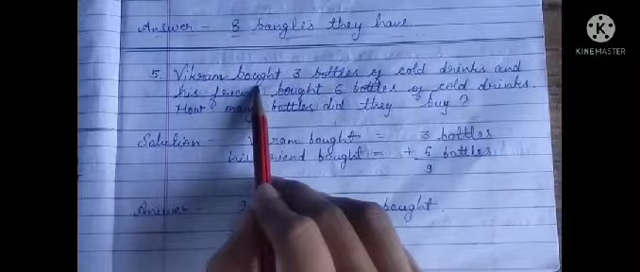 Answer - 8 bangles they have
5. Vikram bought 3 bottles of cold drinks and
his bought 6 bottles of cold drinks.
How many bottles did they buy ?
Solution - bought = 3 bottles
his friend bought = + 5 bottles
9
Answer - 9 bought.
KINEMASTER